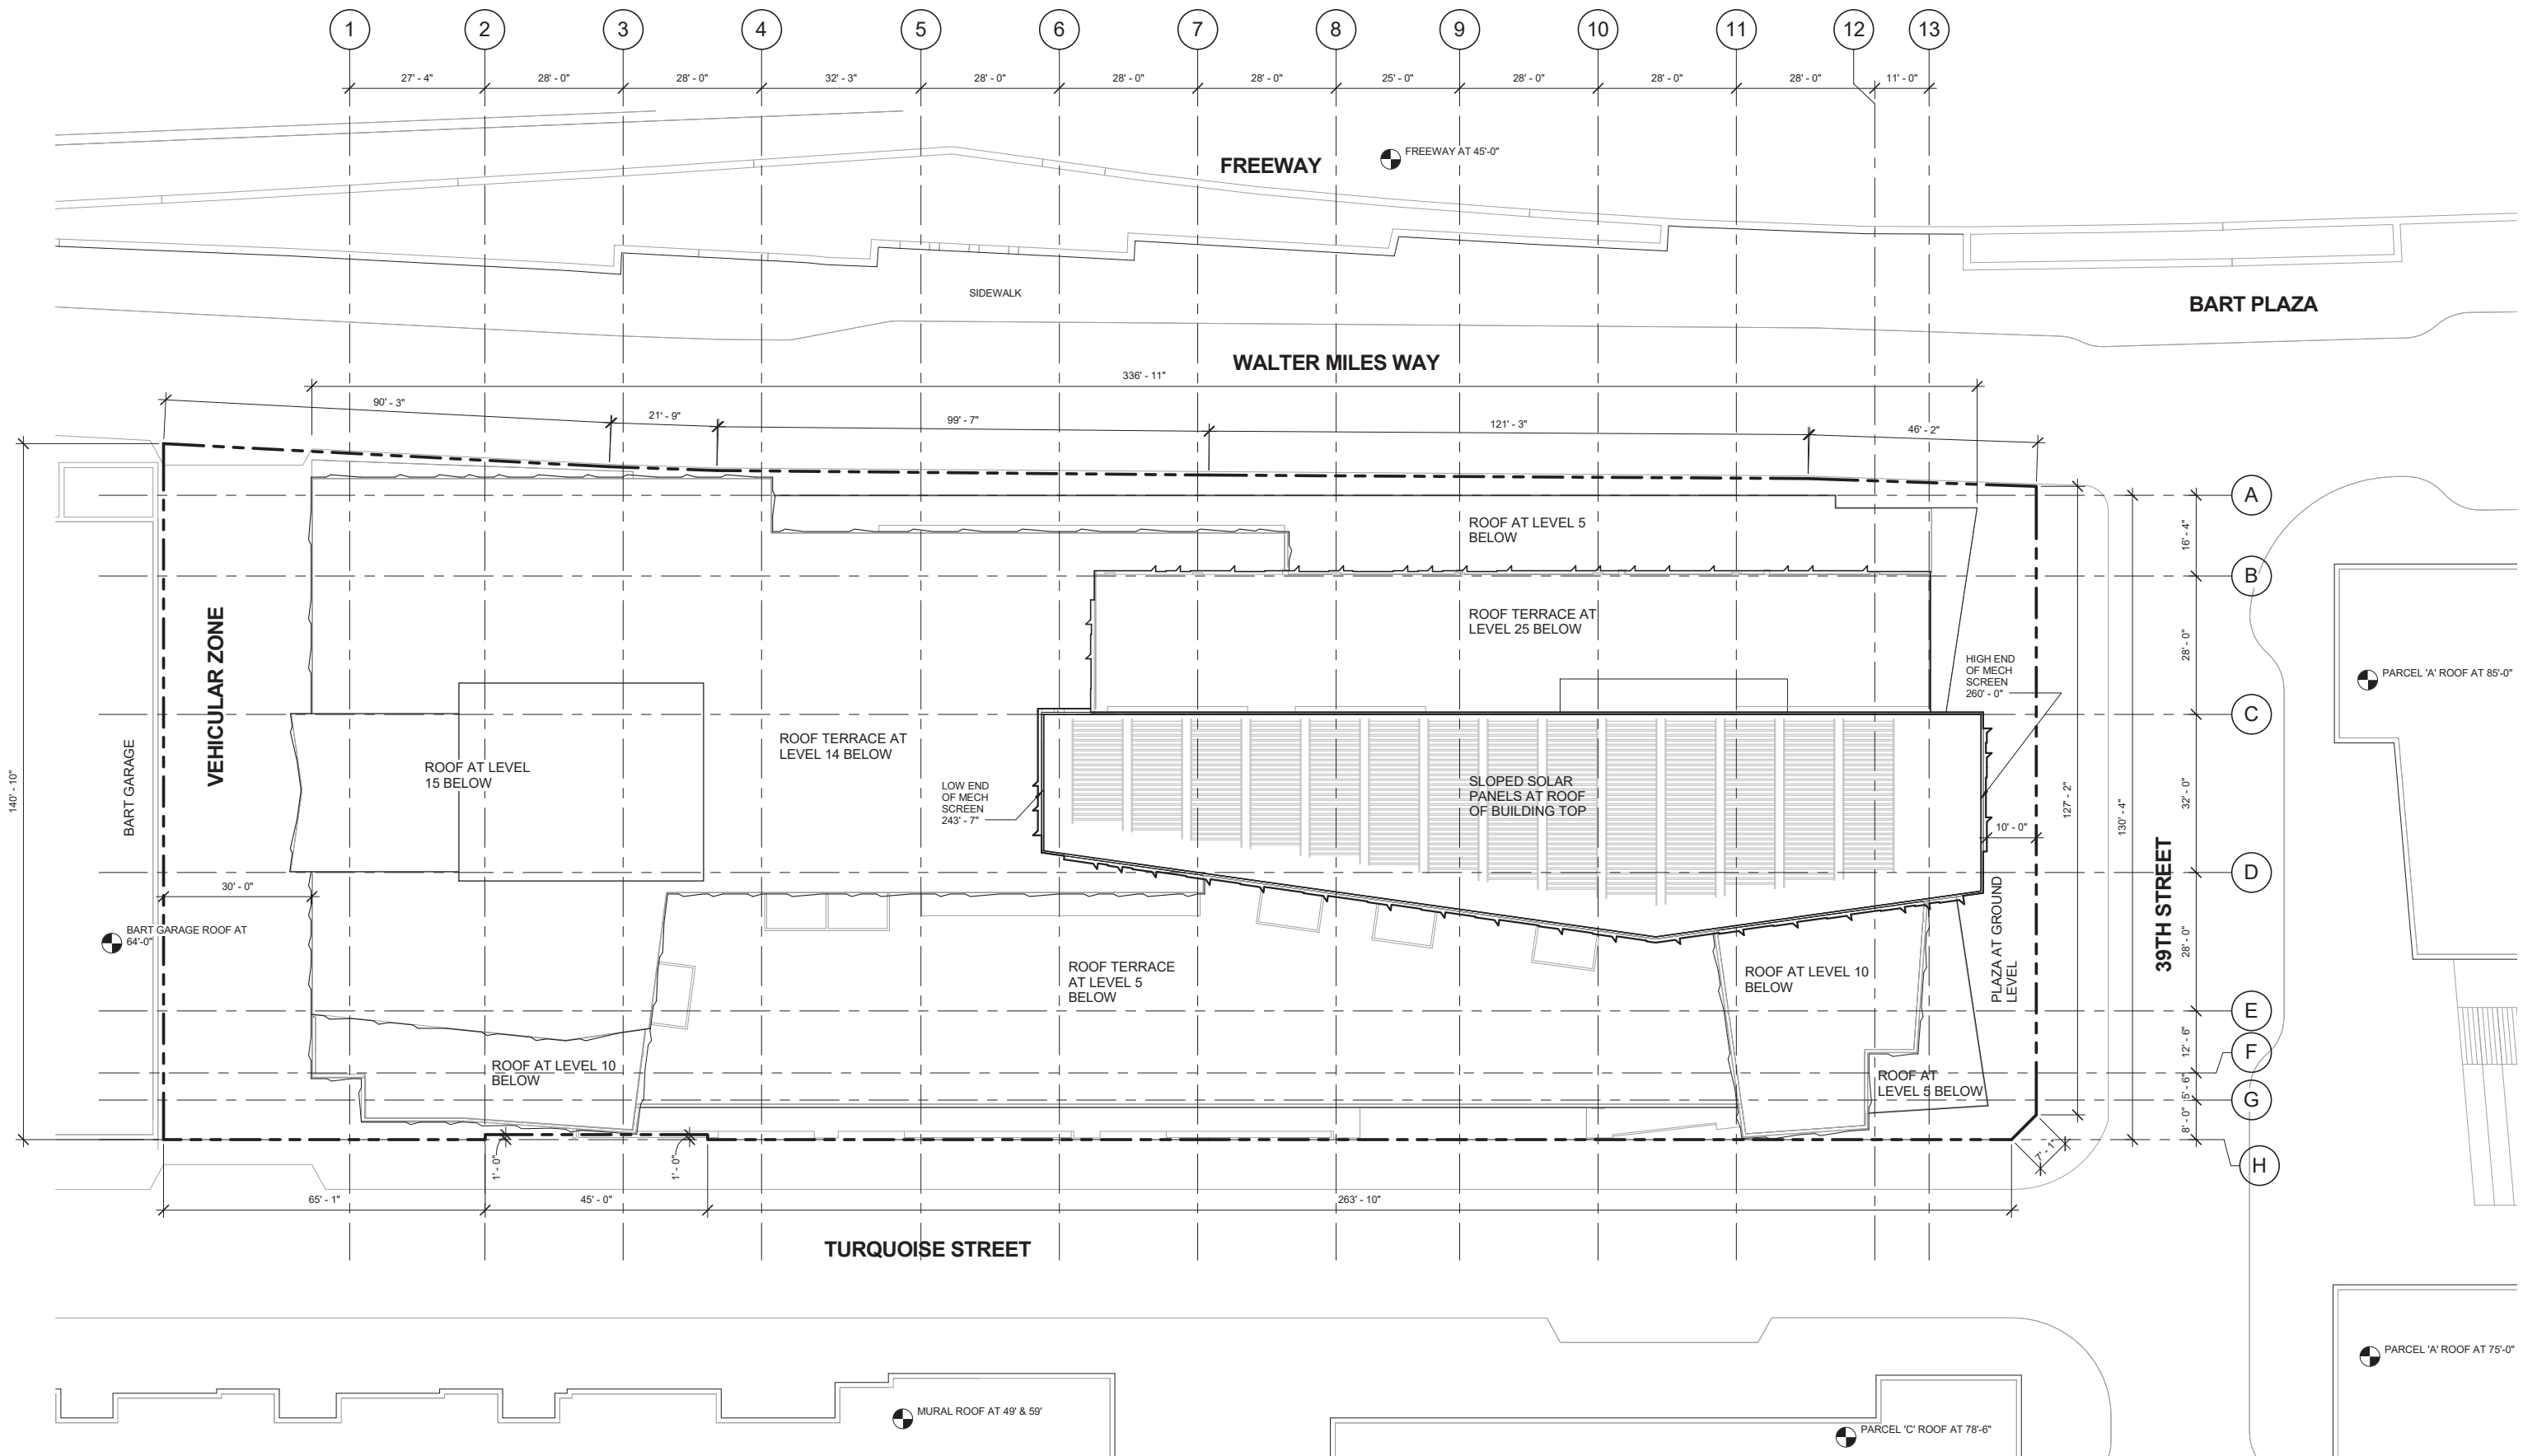 1 2 3 4 5 6 7 8 9 10 11 12 13
27' - 4" 28' - 0" 28' - 0" 32' - 3" 28' - 0" 28' - 0" 28' - 0" 25' - 0" 28' - 0" 28' - 0" 28' - 0" 11' - 0"
FREEWAY
FREEWAY AT 45'-0"
SIDEWALK
BART PLAZA
WALTER MILES WAY
336' - 11"
90' - 3" 21' - 9" 99' - 7" 121' - 3" 46' - 2"
A
B
C
D
E
F
G
H
16' - 4"
28' - 0"
32' - 0"
28' - 0"
12' - 6"
5' - 6"
8' - 0"
127' - 2"
130' - 4"
140' - 10"
BART GARAGE
VEHICULAR ZONE
ROOF AT LEVEL 5
BELOW
ROOF TERRACE AT
LEVEL 25 BELOW
HIGH END
OF MECH
SCREEN
260' - 0"
PARCEL 'A' ROOF AT 85'-0"
ROOF TERRACE AT
LEVEL 14 BELOW
ROOF AT LEVEL
15 BELOW
LOW END
OF MECH
SCREEN
243' - 7"
SLOPED SOLAR
PANELS AT ROOF
OF BUILDING TOP
10' - 0"
30' - 0"
39TH STREET
PLAZA AT GROUND
LEVEL
BART GARAGE ROOF AT
64'-0"
ROOF TERRACE
AT LEVEL 5
BELOW
ROOF AT LEVEL 10
BELOW
ROOF AT LEVEL 10
BELOW
ROOF AT
LEVEL 5 BELOW
1' - 0"
1' - 0"
7' - 1"
65' - 1" 45' - 0" 263' - 10"
TURQUOISE STREET
PARCEL 'A' ROOF AT 75'-0"
MURAL ROOF AT 49' & 59'
PARCEL 'C' ROOF AT 78'-6"